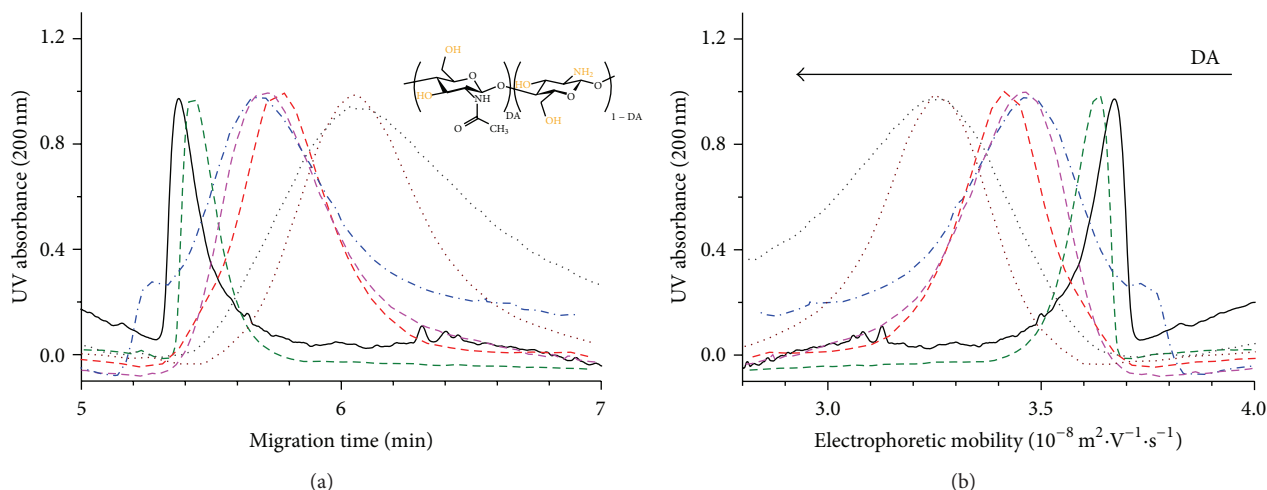 UV absorbance (200 nm)
1.2
0.8
0.4
0.0
5
6
7
Migration time (min)
OH
HO
O
O
NH
O
CH₃
DA
HO
NH₂
O
O
OH
1 − DA
(a)
UV absorbance (200 nm)
1.2
0.8
0.4
0.0
3.0
3.5
4.0
DA
Electrophoretic mobility (10⁻⁸ m²·V⁻¹·s⁻¹)
(b)